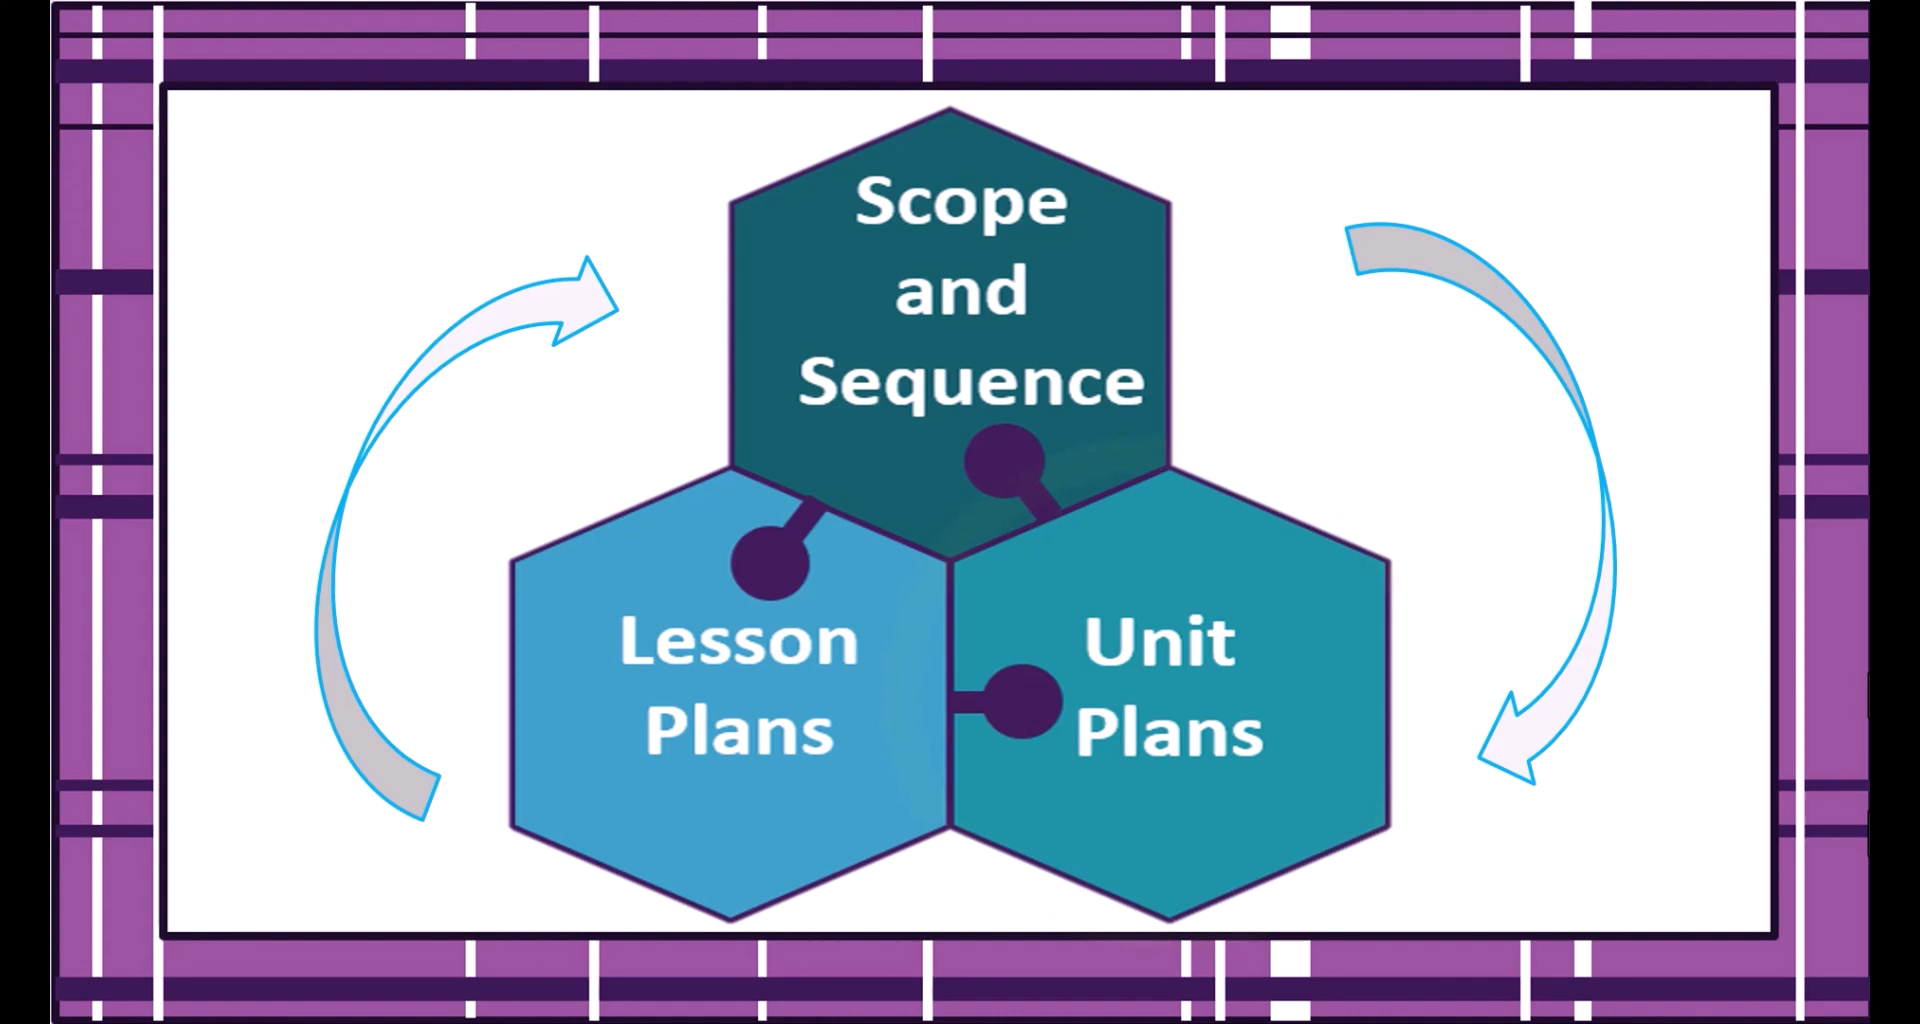 Scope
and
Sequence
Lesson
Plans
Unit
Plans